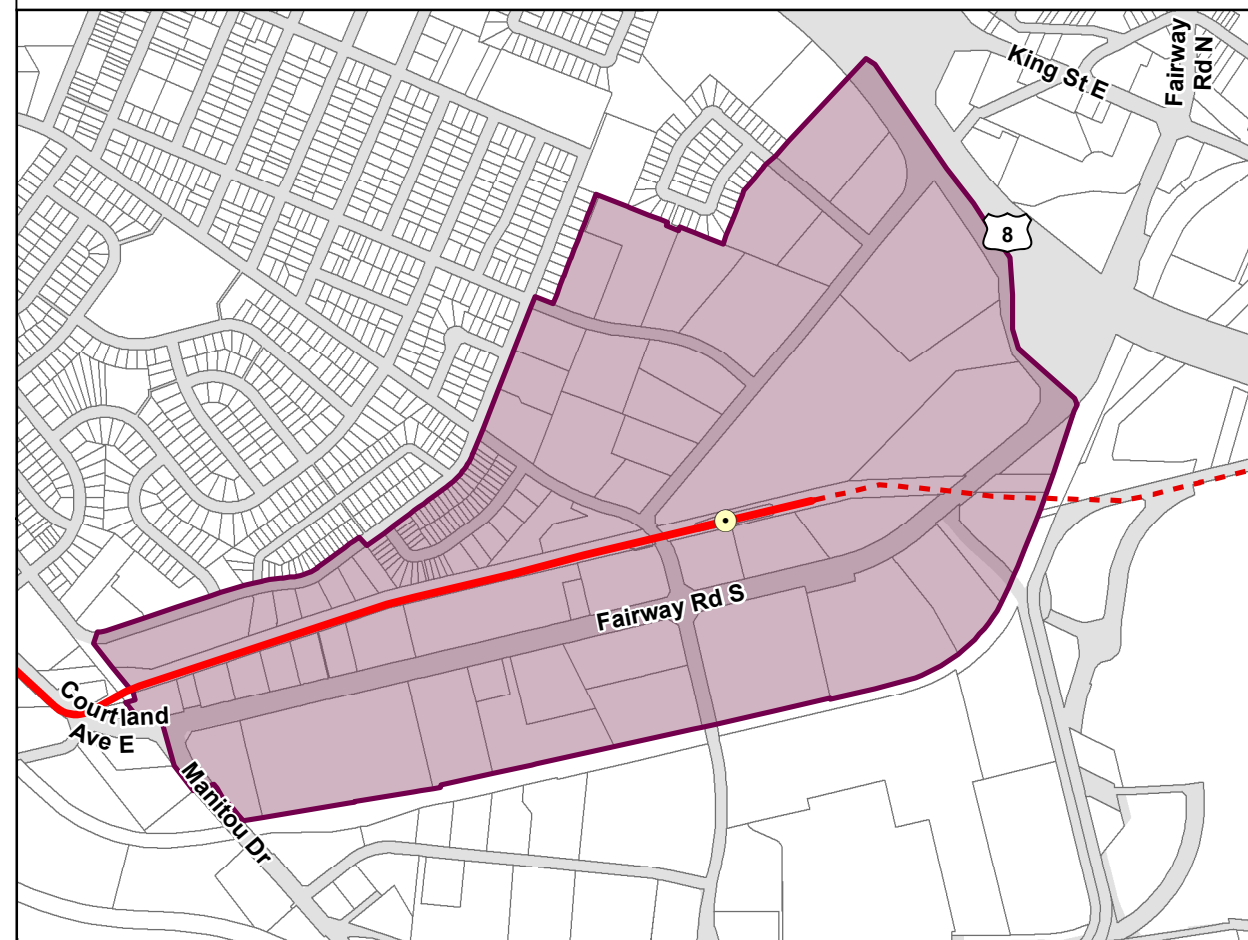 King St E
Fairway
Rd N
8
Fairway Rd S
Courtland
Ave E
Manitou Dr